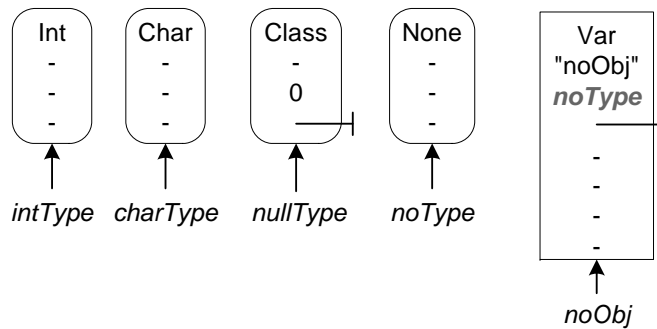 Int
-
-
-
intType
Char
-
-
-
charType
Class
-
0
nullType
None
-
-
-
noType
Var
"noObj"
noType
-
-
-
-
noObj